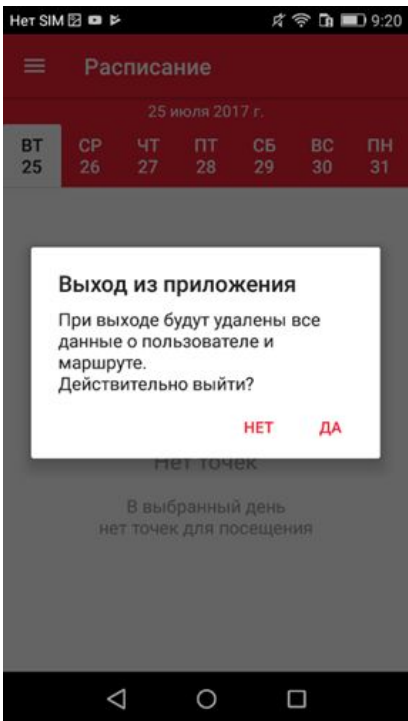 Нет SIM 9:20
Расписание
25 июля 2017 г.
ВТ СР ЧТ ПТ СБ ВС ПН
25 26 27 28 29 30 31
Выход из приложения
При выходе будут удалены все
данные о пользователе и
маршруте.
Действительно выйти?
НЕТ ДА
Нет точек
В выбранный день
нет точек для посещения